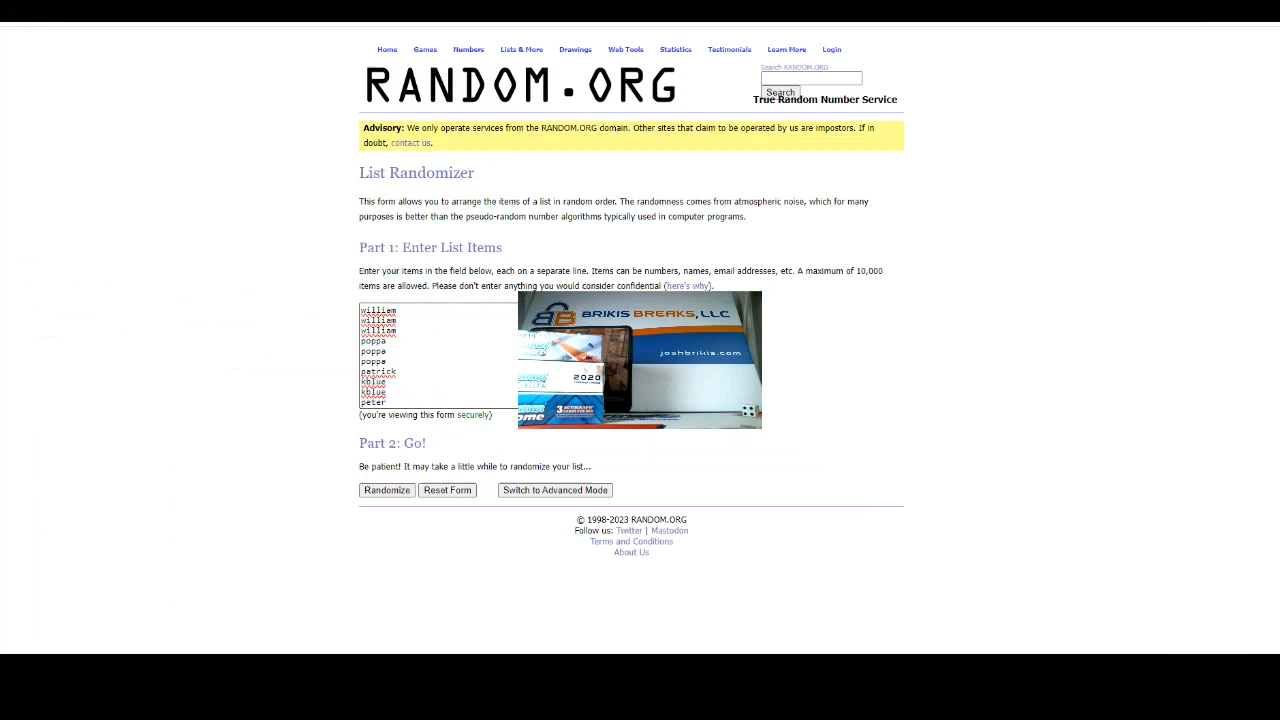 Home Games Numbers Lists & More Drawings Web Tools Statistics Testimonials Learn More Login
RANDOM.ORG
Search RANDOM.ORG
Search
True Random Number Service
Advisory: We only operate services from the RANDOM.ORG domain. Other sites that claim to be operated by us are impostors. If in
doubt, contact us.
List Randomizer
This form allows you to arrange the items of a list in random order. The randomness comes from atmospheric noise, which for many
purposes is better than the pseudo-random number algorithms typically used in computer programs.
Part 1: Enter List Items
Enter your items in the field below, each on a separate line. Items can be numbers, names, email addresses, etc. A maximum of 10,000
items are allowed. Please don't enter anything you would consider confidential (here's why).
william
william
william
poppa
poppa
poppa
patrick
kblue
kblue
peter
BRIKIS BREAKS, LLC
joshbrikis.com
2020
3 AUTOGRAPH
(you're viewing this form securely)
Part 2: Go!
Be patient! It may take a little while to randomize your list...
Randomize Reset Form Switch to Advanced Mode
© 1998-2023 RANDOM.ORG
Follow us: Twitter | Mastodon
Terms and Conditions
About Us